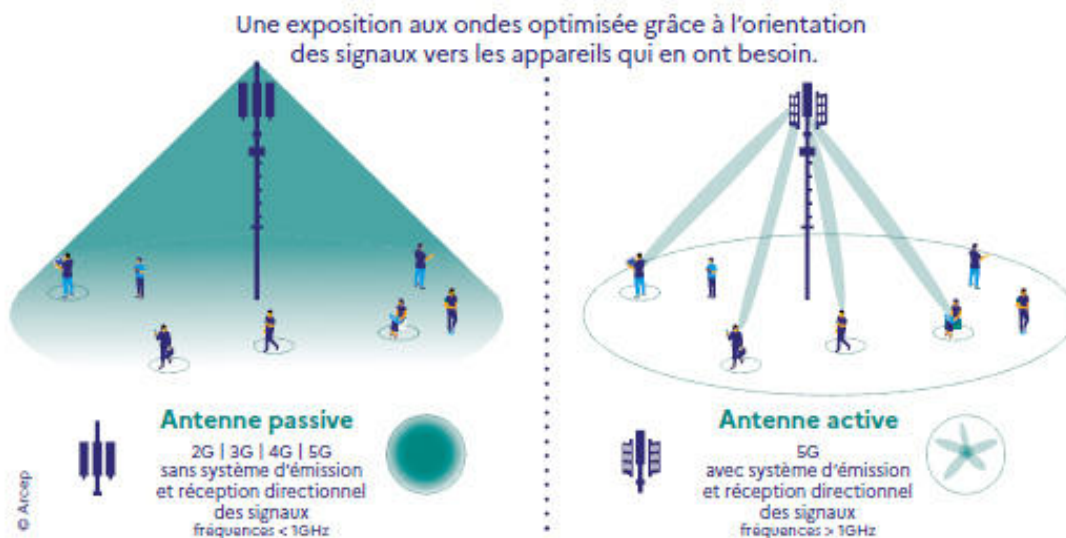 Une exposition aux ondes optimisée grâce à l'orientation
des signaux vers les appareils qui en ont besoin.
Antenne passive
2G | 3G | 4G | 5G
sans système d'émission
et réception directionnel
des signaux
fréquences < 1GHz
Antenne active
5G
avec système d'émission
et réception directionnel
des signaux
fréquences > 1GHz
© Arcep